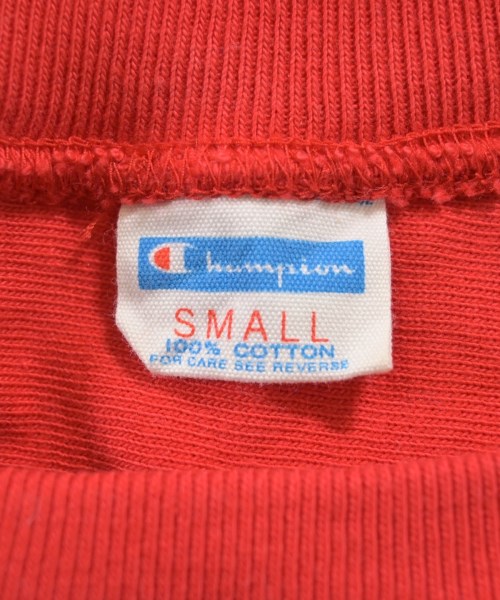 Champion
SMALL
100% COTTON
FOR CARE SEE REVERSE